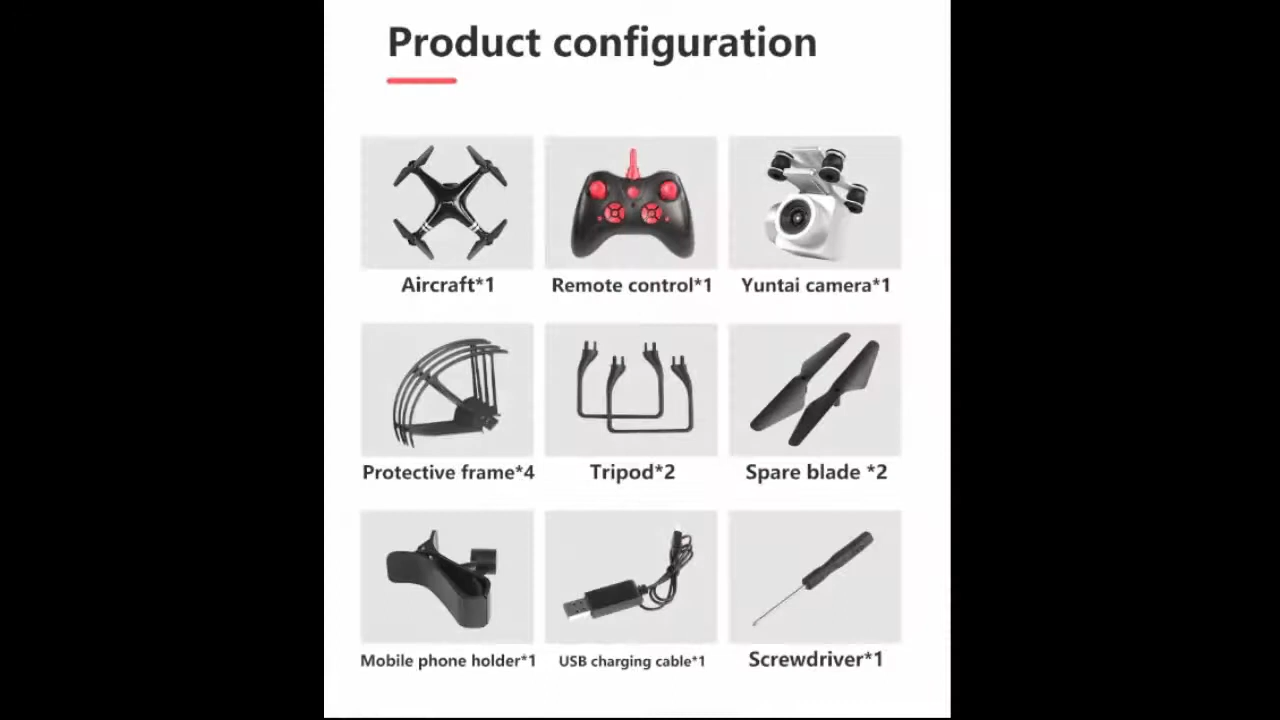 Product configuration
Aircraft*1
Remote control*1
Yuntai camera*1
Protective frame*4
Tripod*2
Spare blade *2
Mobile phone holder*1
USB charging cable*1
Screwdriver*1